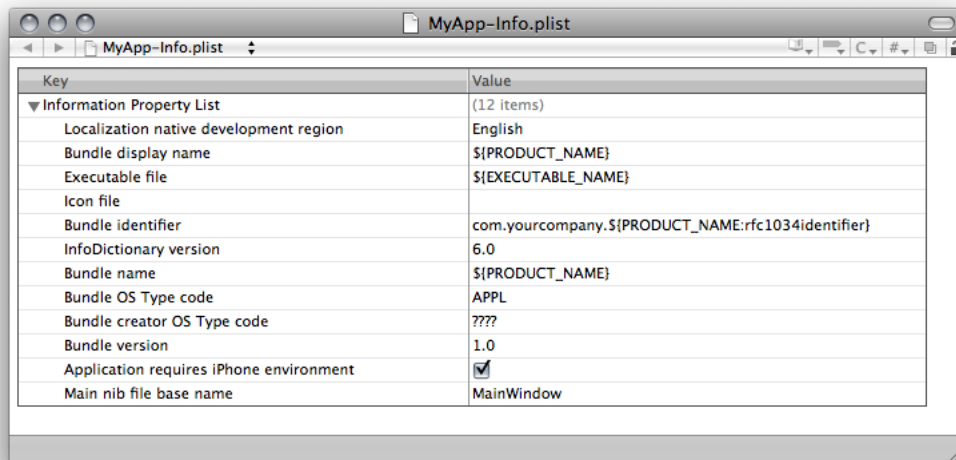 MyApp-Info.plist
MyApp-Info.plist C #
Key Value
Information Property List (12 items)
Localization native development region English
Bundle display name ${PRODUCT_NAME}
Executable file ${EXECUTABLE_NAME}
Icon file
Bundle identifier com.yourcompany.${PRODUCT_NAME:rfc1034identifier}
InfoDictionary version 6.0
Bundle name ${PRODUCT_NAME}
Bundle OS Type code APPL
Bundle creator OS Type code ????
Bundle version 1.0
Application requires iPhone environment
Main nib file base name MainWindow